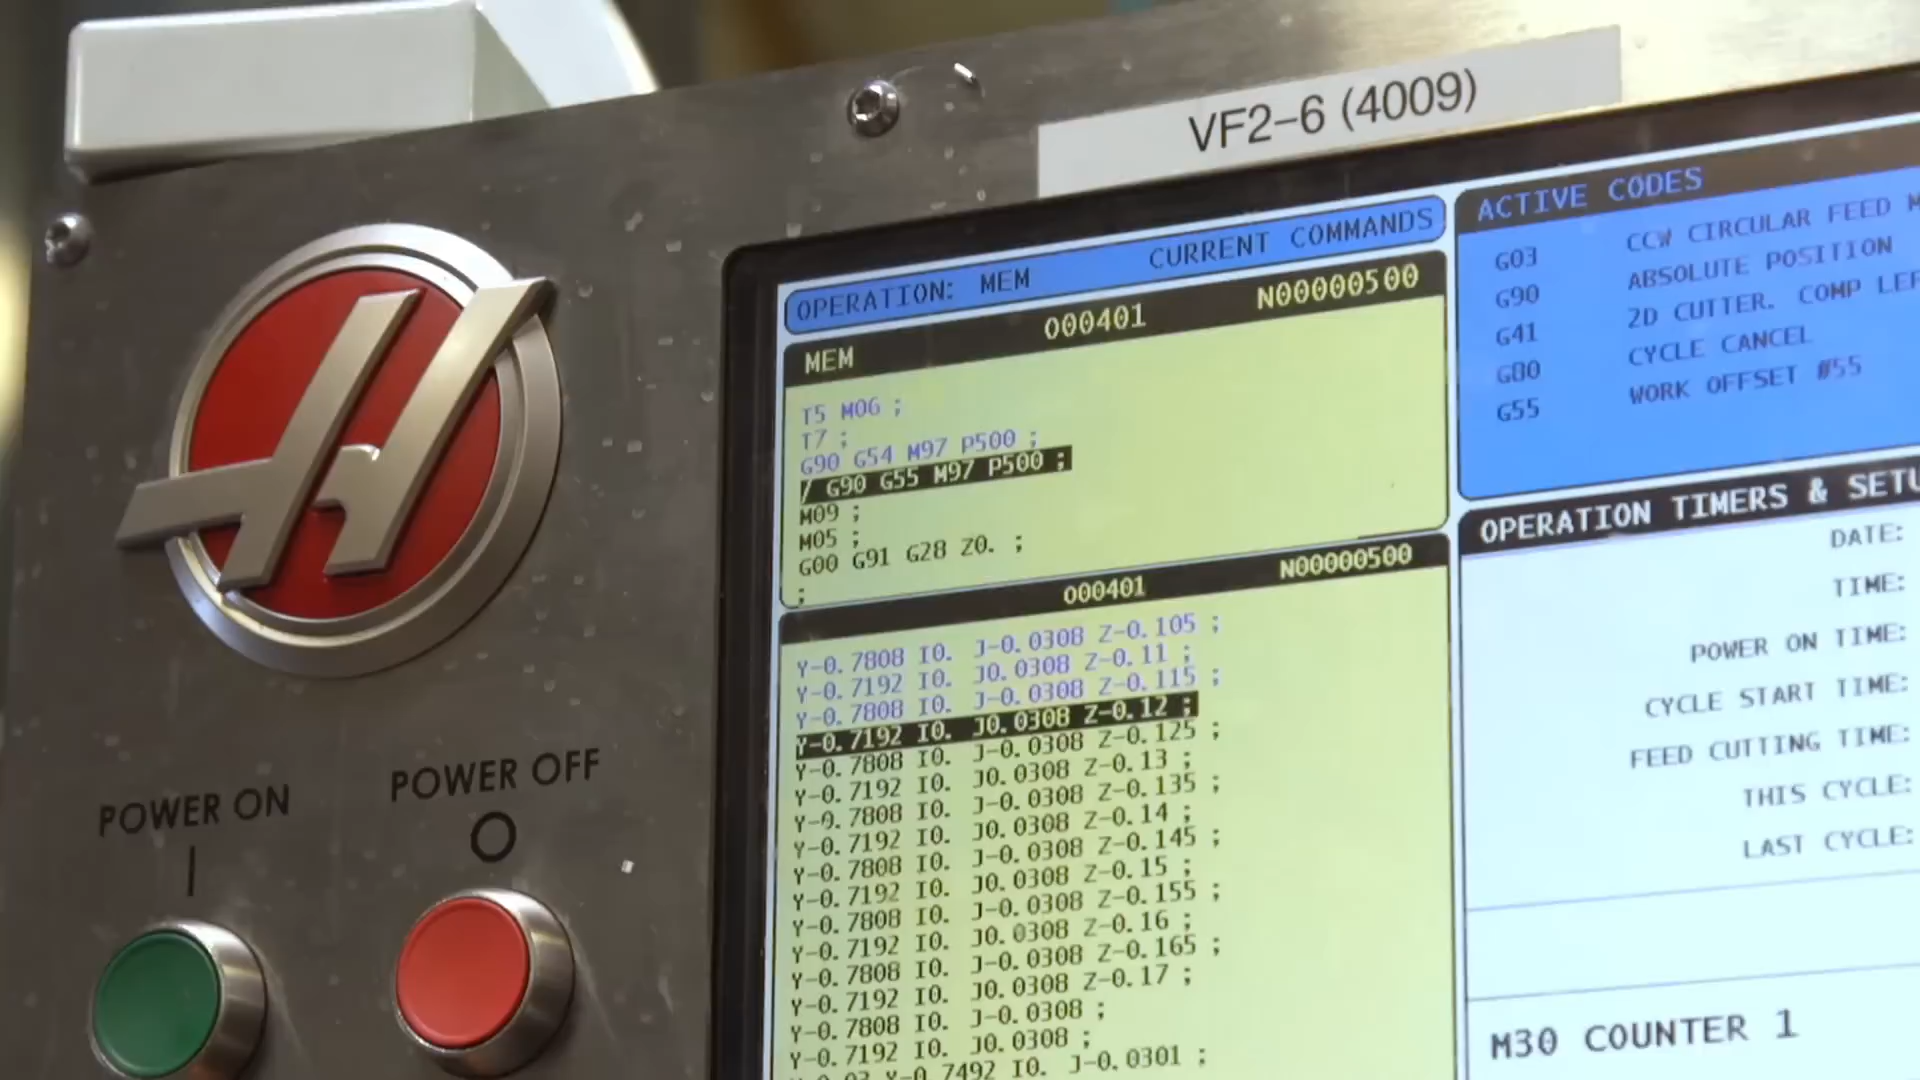 VF2-6 (4009)
OPERATION: MEM CURRENT COMMANDS
O00401 N00000500
MEM
T5 M06 ;
T7 ;
G90 G54 M97 P500 ;
/ G90 G55 M97 P500 ;
M09 ;
M05 ;
G00 G91 G28 Z0. ;
;
O00401 N00000500
Y-0.7808 I0. J-0.0308 Z-0.105 ;
Y-0.7192 I0. J0.0308 Z-0.11 ;
Y-0.7808 I0. J-0.0308 Z-0.115 ;
Y-0.7192 I0. J0.0308 Z-0.12 ;
Y-0.7808 I0. J-0.0308 Z-0.125 ;
Y-0.7192 I0. J0.0308 Z-0.13 ;
Y-0.7808 I0. J-0.0308 Z-0.135 ;
Y-0.7192 I0. J0.0308 Z-0.14 ;
Y-0.7808 I0. J-0.0308 Z-0.145 ;
Y-0.7192 I0. J0.0308 Z-0.15 ;
Y-0.7808 I0. J-0.0308 Z-0.155 ;
Y-0.7192 I0. J0.0308 Z-0.16 ;
Y-0.7808 I0. J-0.0308 Z-0.165 ;
Y-0.7192 I0. J0.0308 Z-0.17 ;
Y-0.7808 I0. J-0.0308 ;
Y-0.7192 I0. J0.0308 ;
Y-0.7492 I0. J-0.0301 ;
ACTIVE CODES
G03 CCW CIRCULAR FEED
G90 ABSOLUTE POSITION
G41 2D CUTTER. COMP
G80 CYCLE CANCEL
G55 WORK OFFSET #55
OPERATION TIMERS &
DATE:
TIME:
POWER ON TIME:
CYCLE START TIME:
FEED CUTTING TIME:
THIS CYCLE:
LAST CYCLE:
M30 COUNTER 1
POWER ON
POWER OFF